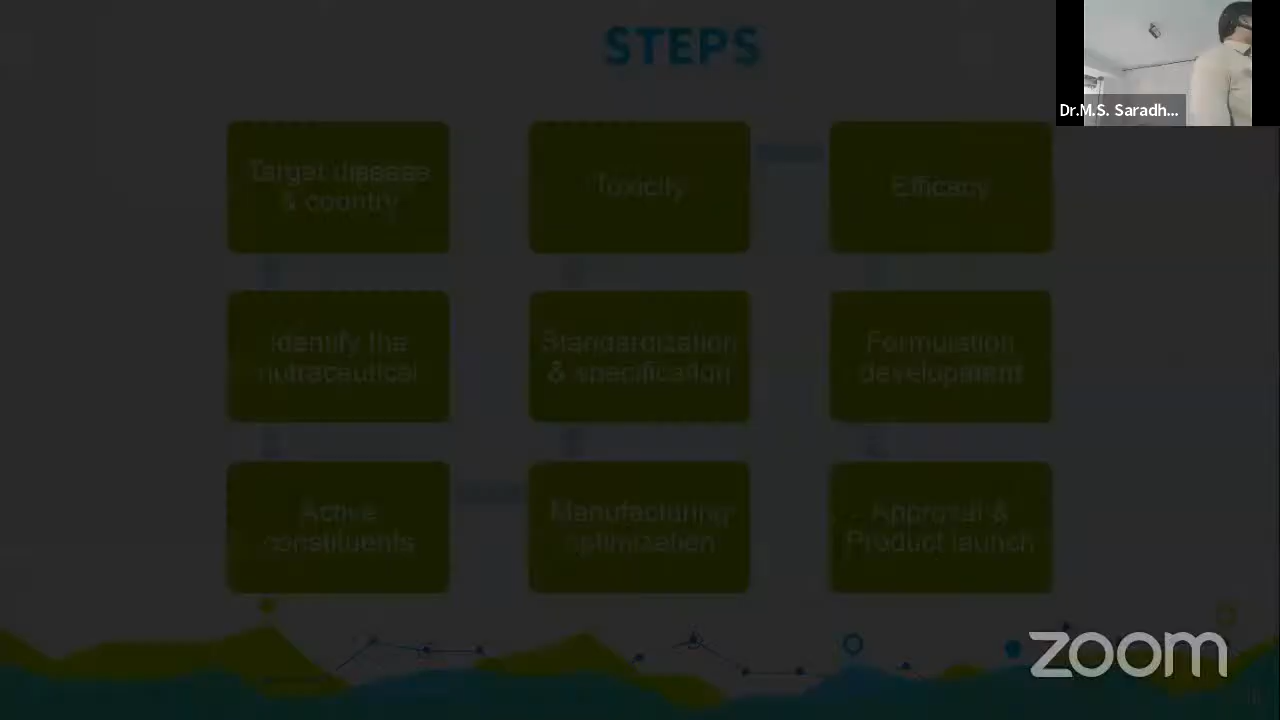 STEPS
Dr.M.S. Saradh...
Target disease
& country
Toxicity
Efficacy
Identify the
nutraceutical
Standardization
& specification
Formulation
development
Active
constituents
Manufacturing
optimization
Approval &
Product launch
zoom